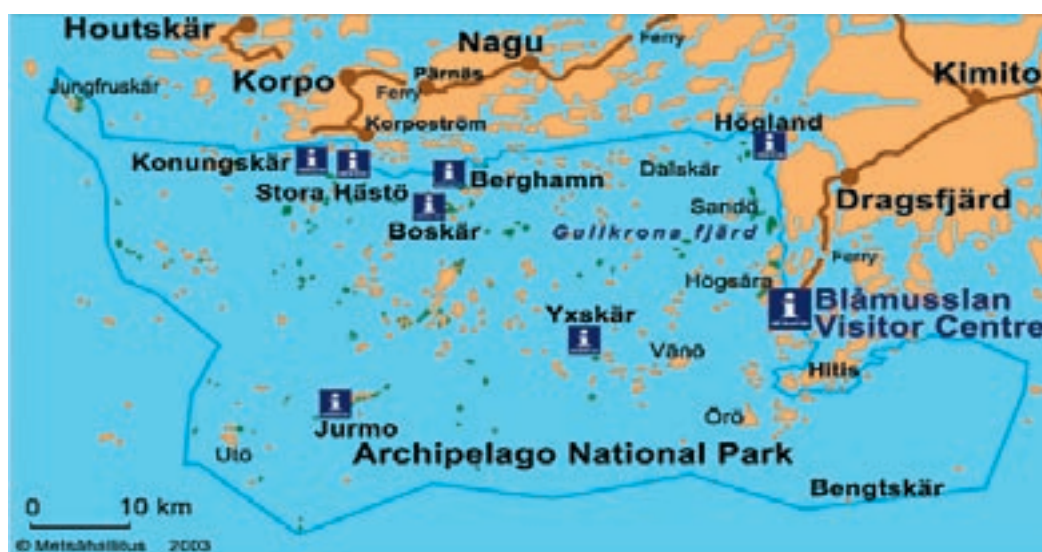 Houtskär
Nagu
Ferry
Kimito
Korpo
Pärnäs
Ferry
Jungfruskär
Korpoström
Högland
Konungskär
Stora Hästö
Berghamn
Dalskär
Dragsfjärd
Boskär
Sandö
Gullkrona fjärd
Ferry
Högsåra
Blåmusslan
Visitor Centre
Yxskär
Vänö
Hitis
Jurmo
Örö
Utö
Archipelago National Park
Bengtskär
0 10 km
© Metsähallitus 2003